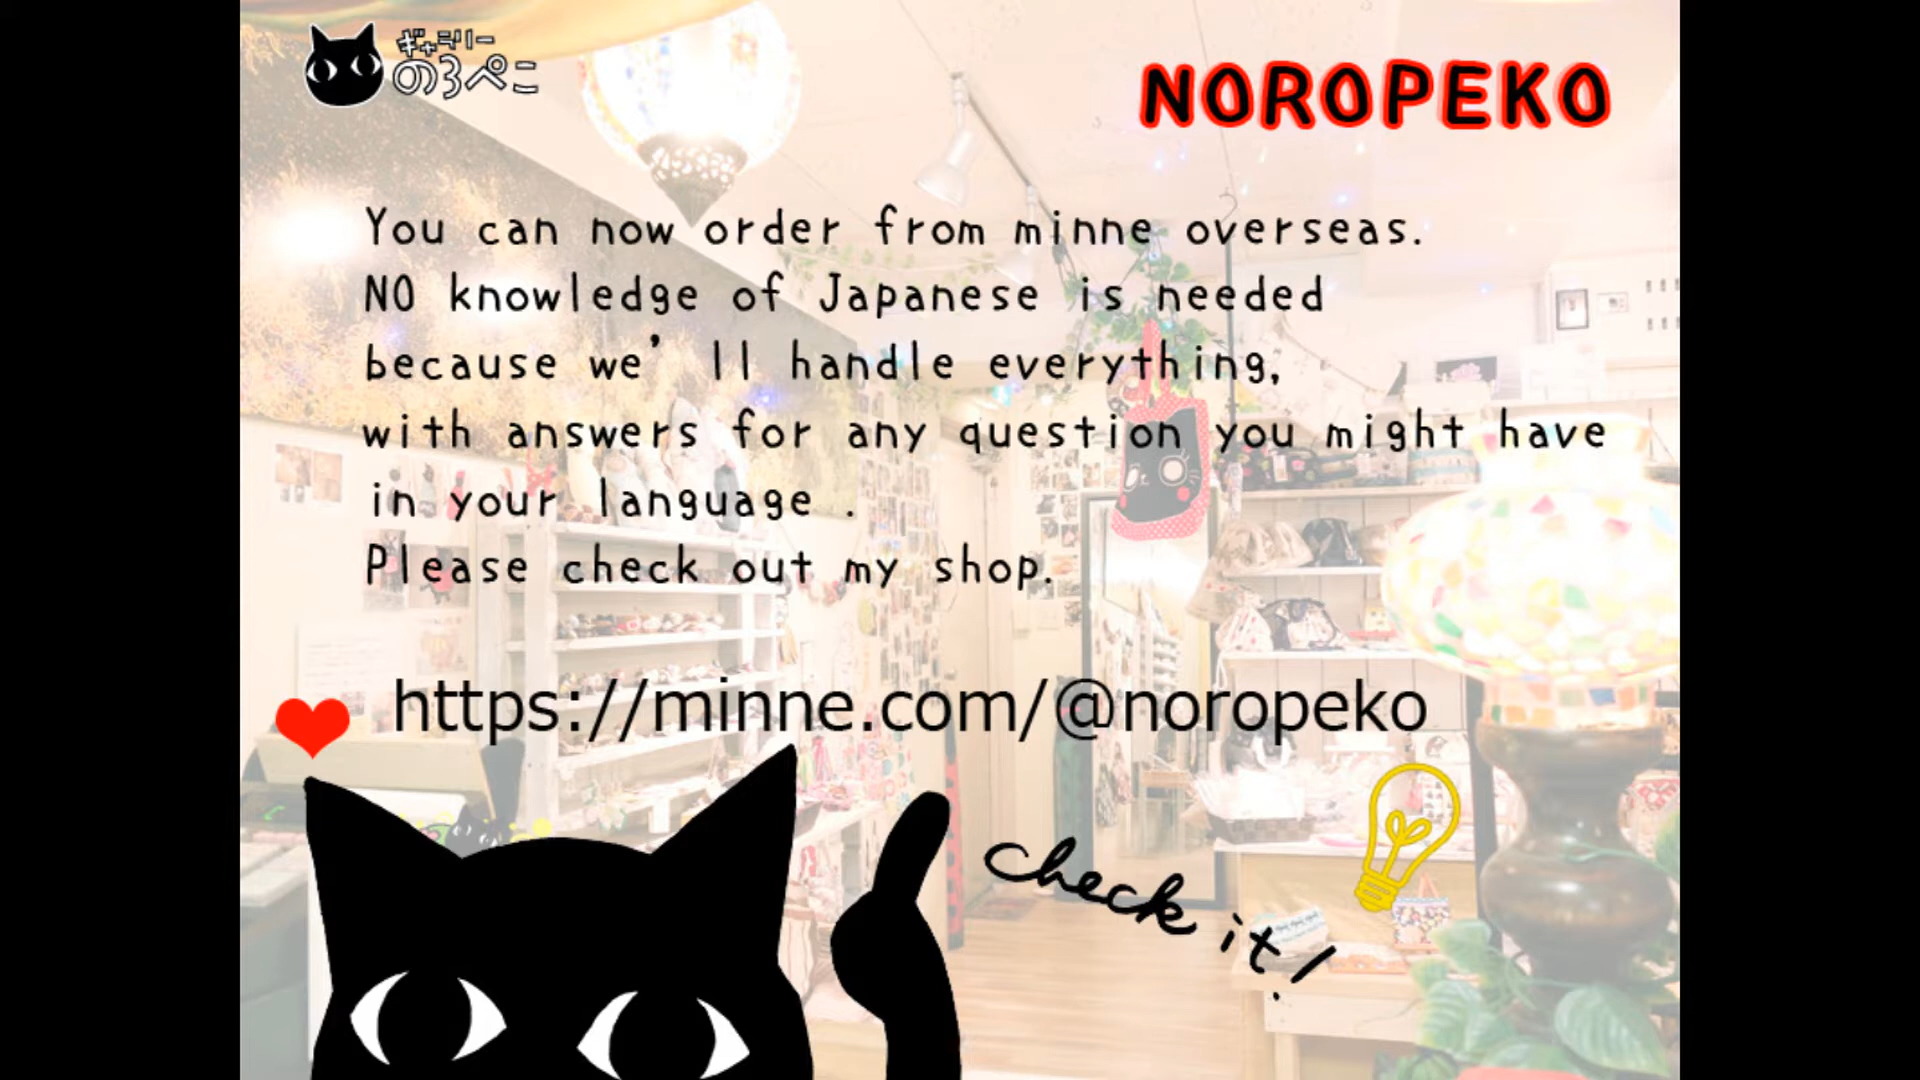 ギャラリー
のろぺこ
NOROPEKO
You can now order from minne overseas.
NO knowledge of Japanese is needed
because we’ll handle everything,
with answers for any question you might have
in your language .
Please check out my shop.
https://minne.com/@noropeko
check it!